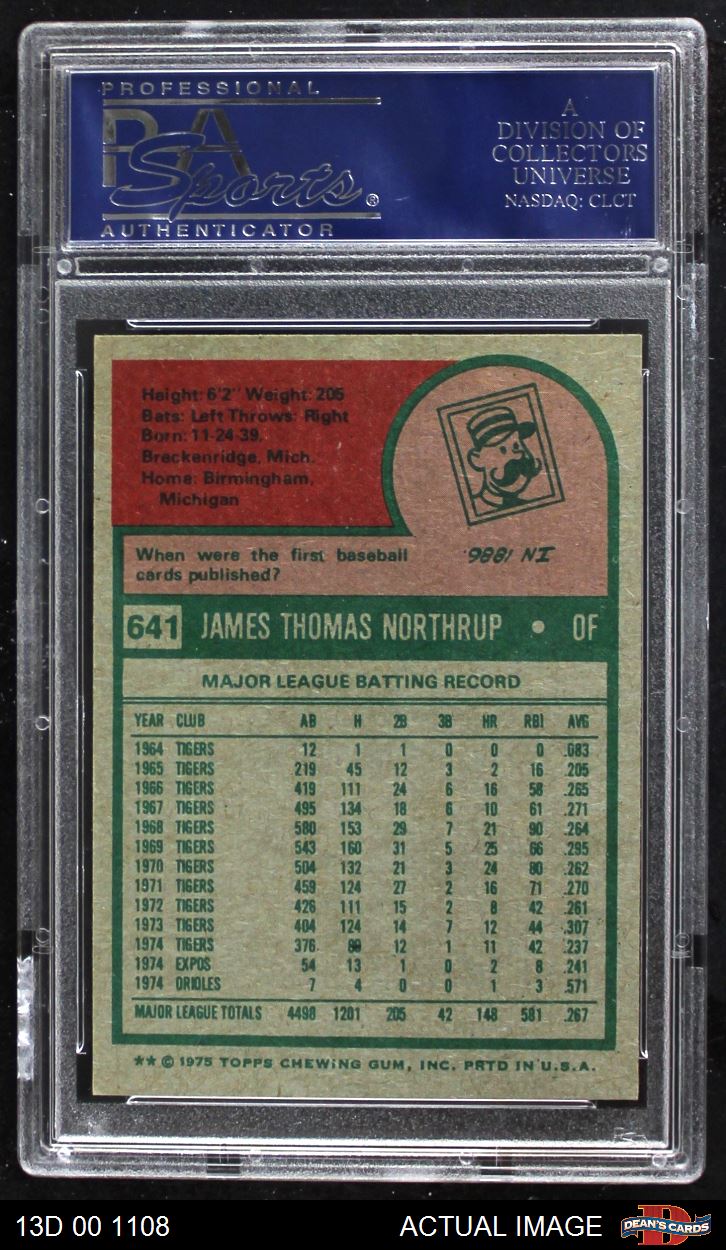 PROFESSIONAL
PSA
Sports®
AUTHENTICATOR
A
DIVISION OF
COLLECTORS
UNIVERSE
NASDAQ: CLCT
Height: 6'2" Weight: 205
Bats: Left Throws: Right
Born: 11-24-39,
Breckenridge, Mich.
Home: Birmingham,
Michigan
When were the first baseball
cards published?
IN 1886.
641 JAMES THOMAS NORTHRUP • OF
MAJOR LEAGUE BATTING RECORD
YEAR CLUB AB H 2B 3B HR RBI AVG
1964 TIGERS 12 1 1 0 0 0 .083
1965 TIGERS 219 45 12 3 2 16 .205
1966 TIGERS 419 111 24 6 16 58 .265
1967 TIGERS 495 134 18 6 10 61 .271
1968 TIGERS 580 153 29 7 21 90 .264
1969 TIGERS 543 160 31 5 25 66 .295
1970 TIGERS 504 132 21 3 24 80 .262
1971 TIGERS 459 124 27 2 16 71 .270
1972 TIGERS 426 111 15 2 8 42 .261
1973 TIGERS 404 124 14 7 12 44 .307
1974 TIGERS 376 89 12 1 11 42 .237
1974 EXPOS 54 13 1 0 2 8 .241
1974 ORIOLES 7 4 0 0 1 3 .571
MAJOR LEAGUE TOTALS 4498 1201 205 42 148 581 .267
** © 1975 TOPPS CHEWING GUM, INC. PRTD IN U.S.A.
13D 00 1108
ACTUAL IMAGE
DEAN'S CARDS